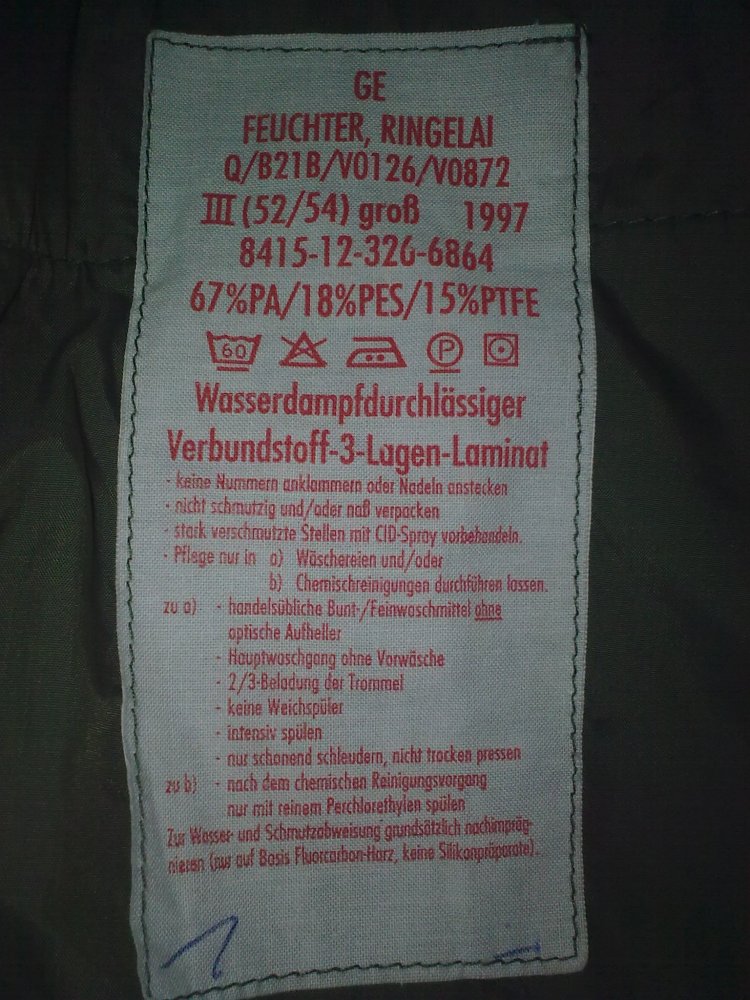 GE
FEUCHTER, RINGELAI
Q/B21B/V0126/V0872
III (52/54) groß 1997
8415-12-326-6864
67%PA/18%PES/15%PTFE
60 P
Wasserdampfdurchlässiger
Verbundstoff-3-Lagen-Laminat
- keine Nummern anklammern oder Nadeln anstecken
- nicht schmutzig und/oder naß verpacken
- stark verschmutzte Stellen mit CID-Spray vorbehandeln.
- Pflege nur in a) Wäschereien und/oder
b) Chemischreinigungen durchführen lassen.
zu a) - handelsübliche Bunt-/Feinwaschmittel ohne
optische Aufheller
- Hauptwaschgang ohne Vorwäsche
- 2/3-Beladung der Trommel
- keine Weichspüler
- intensiv spülen
- nur schonend schleudern, nicht trocken pressen
zu b) - nach dem chemischen Reinigungsvorgang
nur mit reinem Perchlorethylen spülen
Zur Wasser- und Schmutzabweisung grundsätzlich nachimpräg-
nieren (nur auf Basis Fluorcarbon-Harz, keine Silikonpräparate).